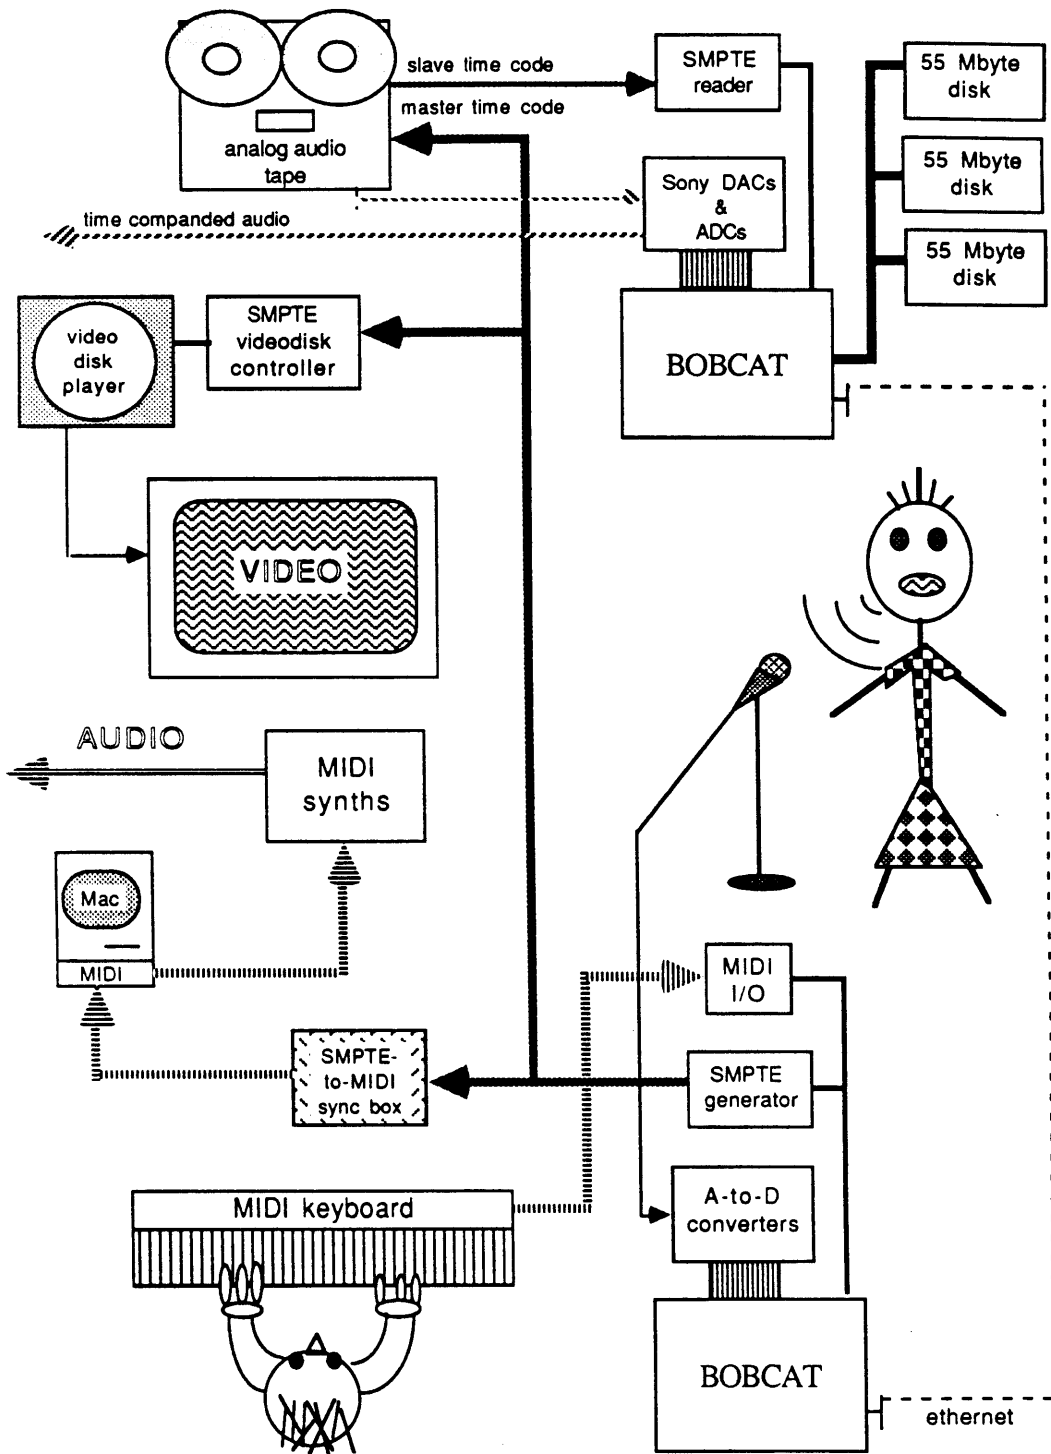 slave time code
master time code
analog audio
tape
SMPTE
reader
55 Mbyte
disk
55 Mbyte
disk
55 Mbyte
disk
Sony DACs
&
ADCs
time companded audio
video
disk
player
SMPTE
videodisk
controller
BOBCAT
VIDEO
AUDIO
MIDI
synths
Mac
MIDI
MIDI
I/O
SMPTE-
to-MIDI
sync box
SMPTE
generator
A-to-D
converters
MIDI keyboard
BOBCAT
ethernet